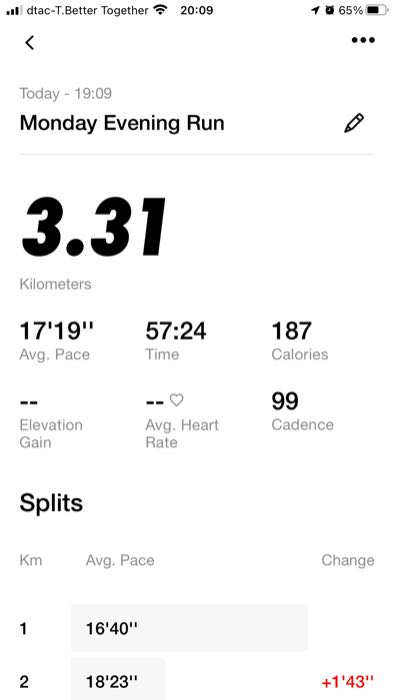 dtac-T.Better Together 20:09 65%
Today - 19:09
Monday Evening Run
3.31
Kilometers
17'19'' 57:24 187
Avg. Pace Time Calories
-- -- 99
Elevation Gain Avg. Heart Rate Cadence
Splits
Km Avg. Pace Change
1 16'40''
2 18'23'' +1'43''